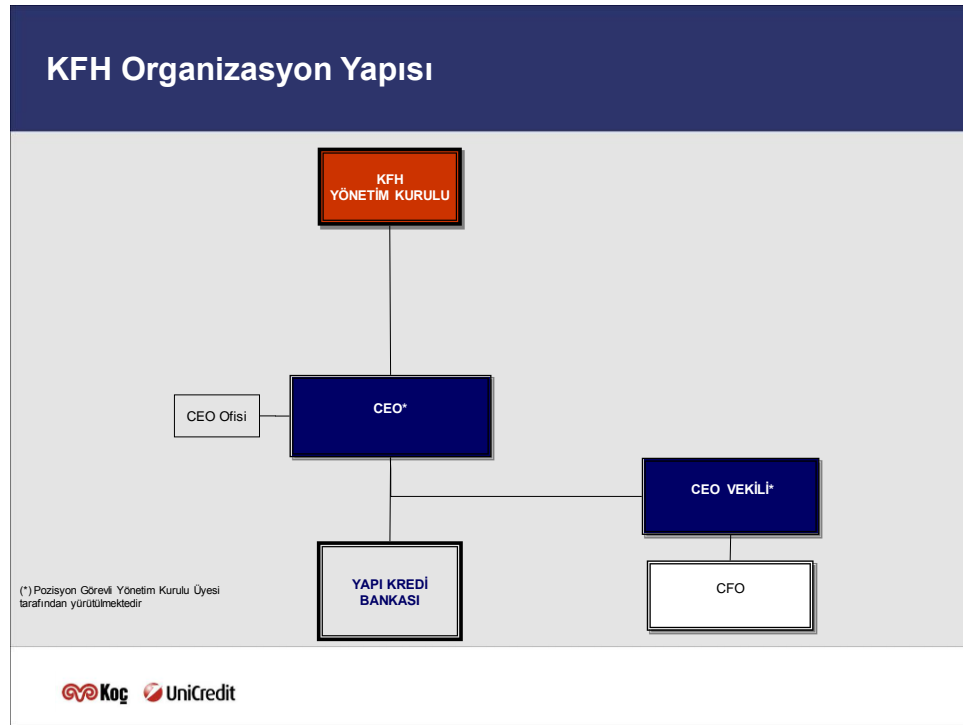 KFH Organizasyon Yapısı
KFH
YÖNETİM KURULU
CEO*
CEO Ofisi
CEO VEKİLİ*
YAPI KREDİ
BANKASI
CFO
(*) Pozisyon Görevli Yönetim Kurulu Üyesi
tarafından yürütülmektedir
Koç UniCredit